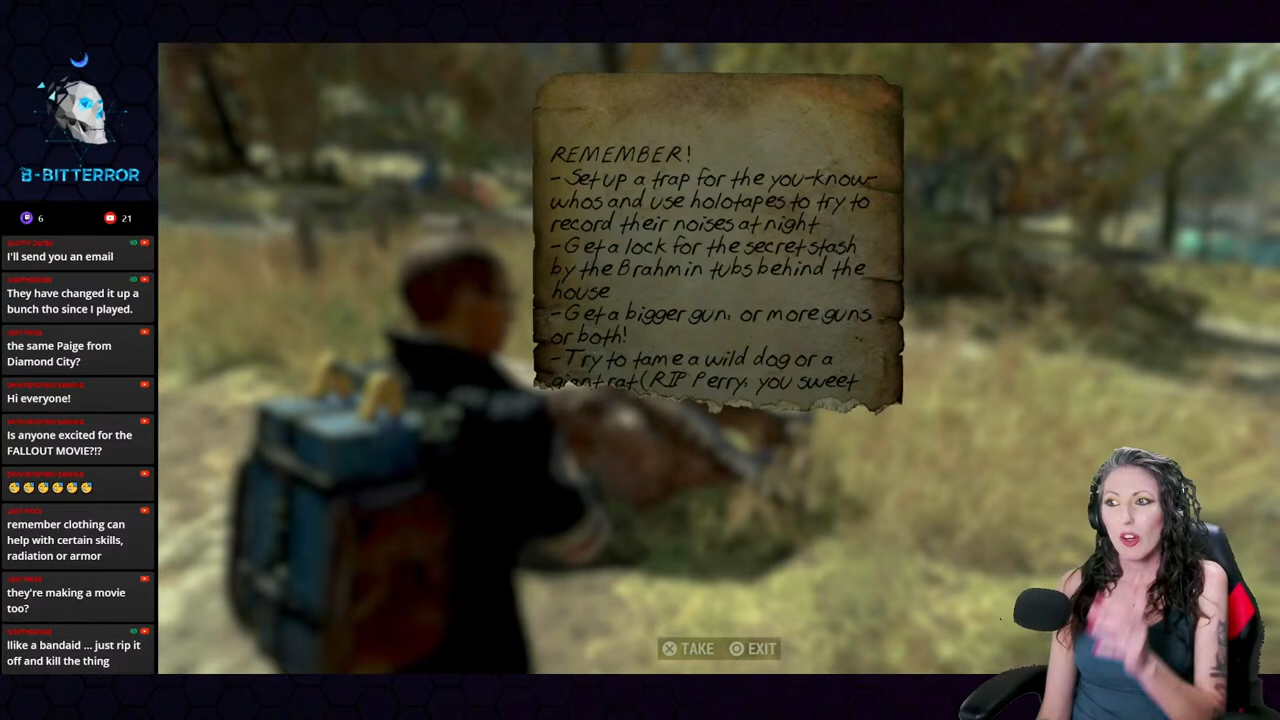 B-BITTERROR
6
21
I'll send you an email
They have changed it up a
bunch tho since I played.
the same Paige from
Diamond City?
Hi everyone!
Is anyone excited for the
FALLOUT MOVIE?!?
remember clothing can
help with certain skills,
radiation or armor
they're making a movie
too?
llike a bandaid ... just rip it
off and kill the thing
REMEMBER!
- Set up a trap for the you-know-
whos and use holotapes to try to
record their noises at night
- Get a lock for the secret stash
by the Brahmin tubs behind the
house
- Get a bigger gun, or more guns
or both!
- Try to tame a wild dog or a
giant rat (RIP Perry, you sweet
TAKE
EXIT